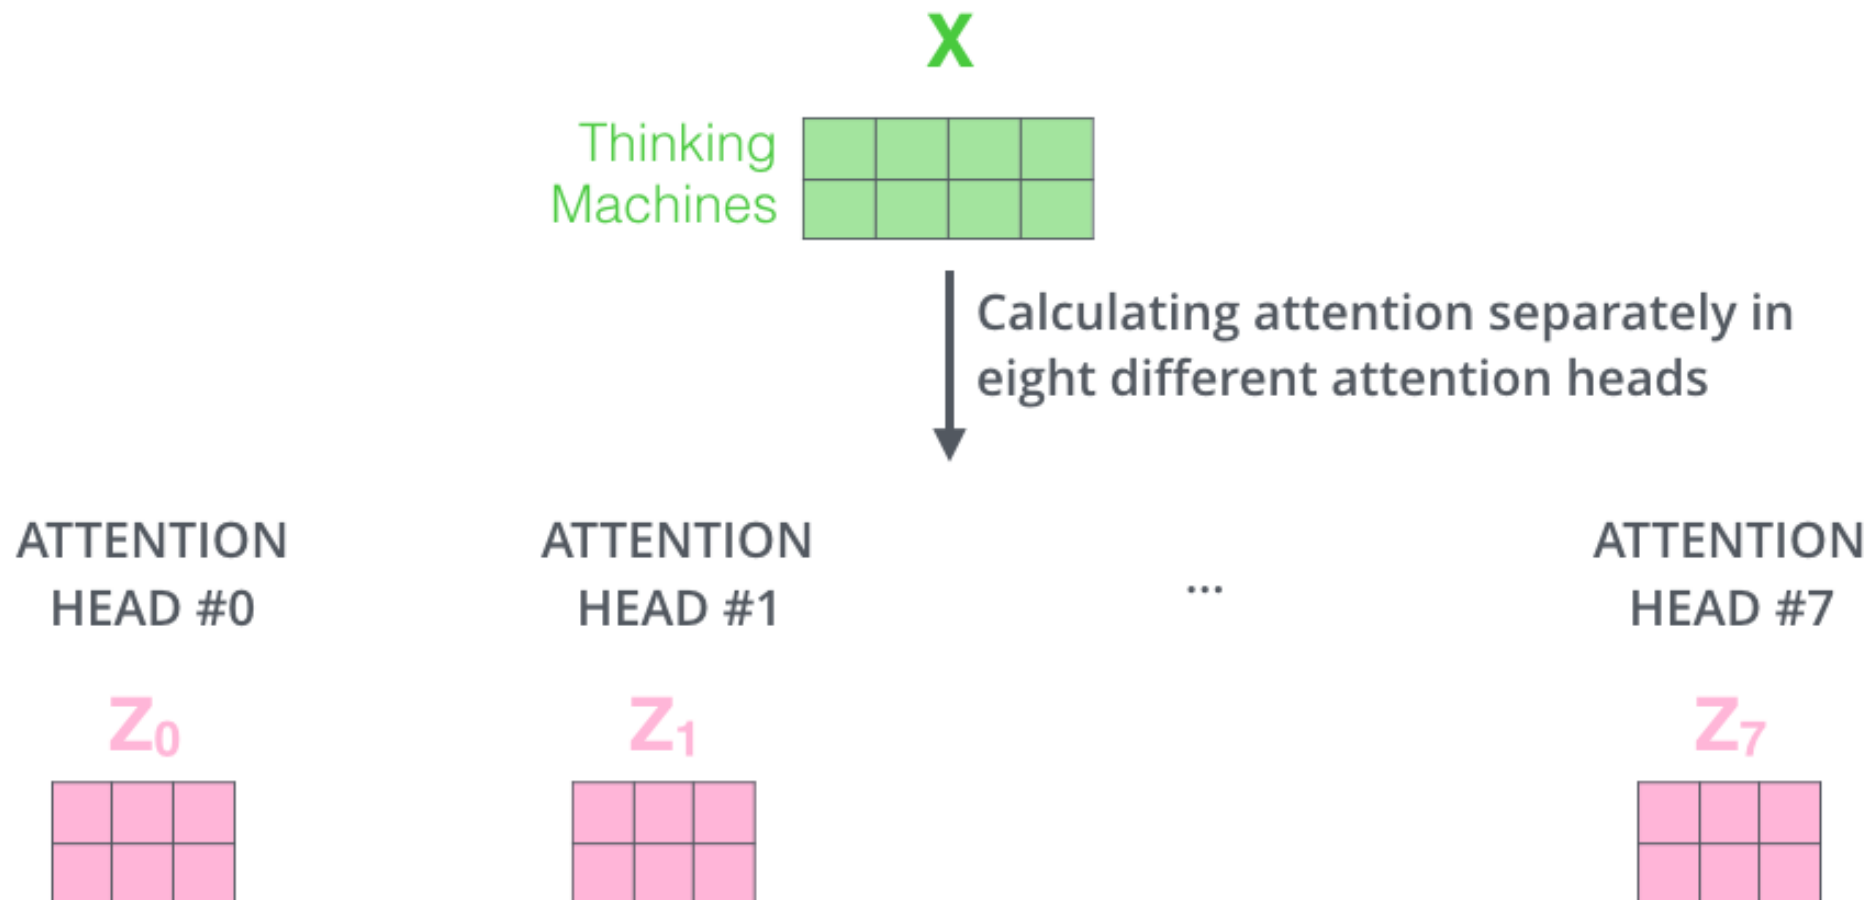 X
Thinking
Machines
Calculating attention separately in
eight different attention heads
ATTENTION
HEAD #0
ATTENTION
HEAD #1
...
ATTENTION
HEAD #7
Z0
Z1
Z7